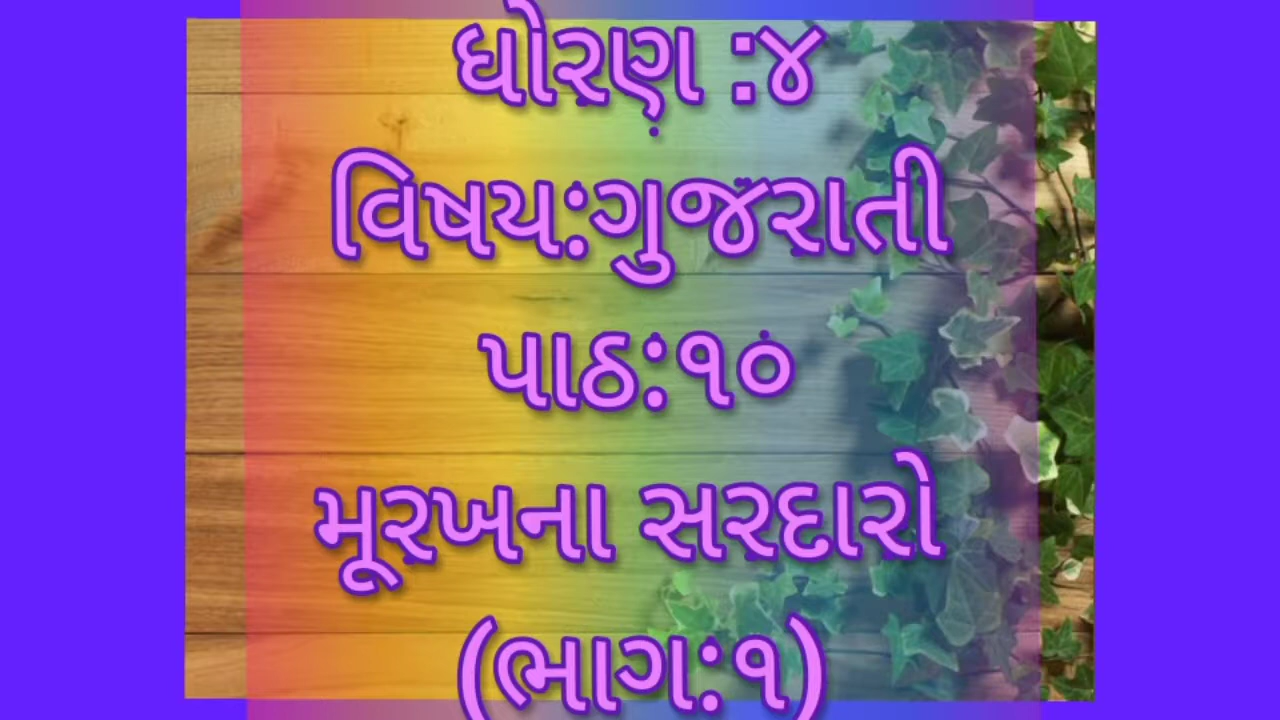 ધોરણ :૪
વિષય:ગુજરાતી
પાઠ:૧૦
મૂરખના સરદારો
(ભાગ:૧)